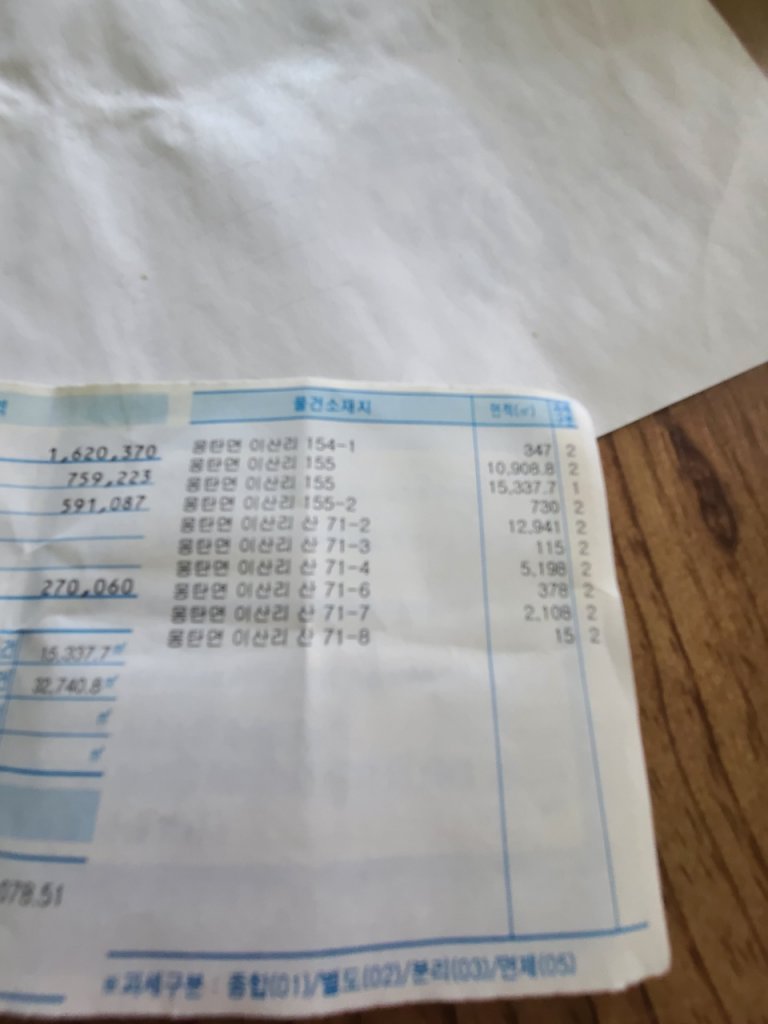 액 물건소재지 면적(㎡)
1,620,370 몽탄면 이산리 154-1 347 2
759,223 몽탄면 이산리 155 10,908.8 2
591,087 몽탄면 이산리 155 15,337.7 1
몽탄면 이산리 155-2 730 2
몽탄면 이산리 산 71-2 12,941 2
몽탄면 이산리 산 71-3 115 2
270,060 몽탄면 이산리 산 71-4 5,198 2
몽탄면 이산리 산 71-6 378 2
몽탄면 이산리 산 71-7 2,108 2
몽탄면 이산리 산 71-8 15 2
15,337.7㎡
32,740.8㎡
㎡
㎡
078.51
※과세구분 : 종합(01)/별도(02)/분리(03)/면제(05)